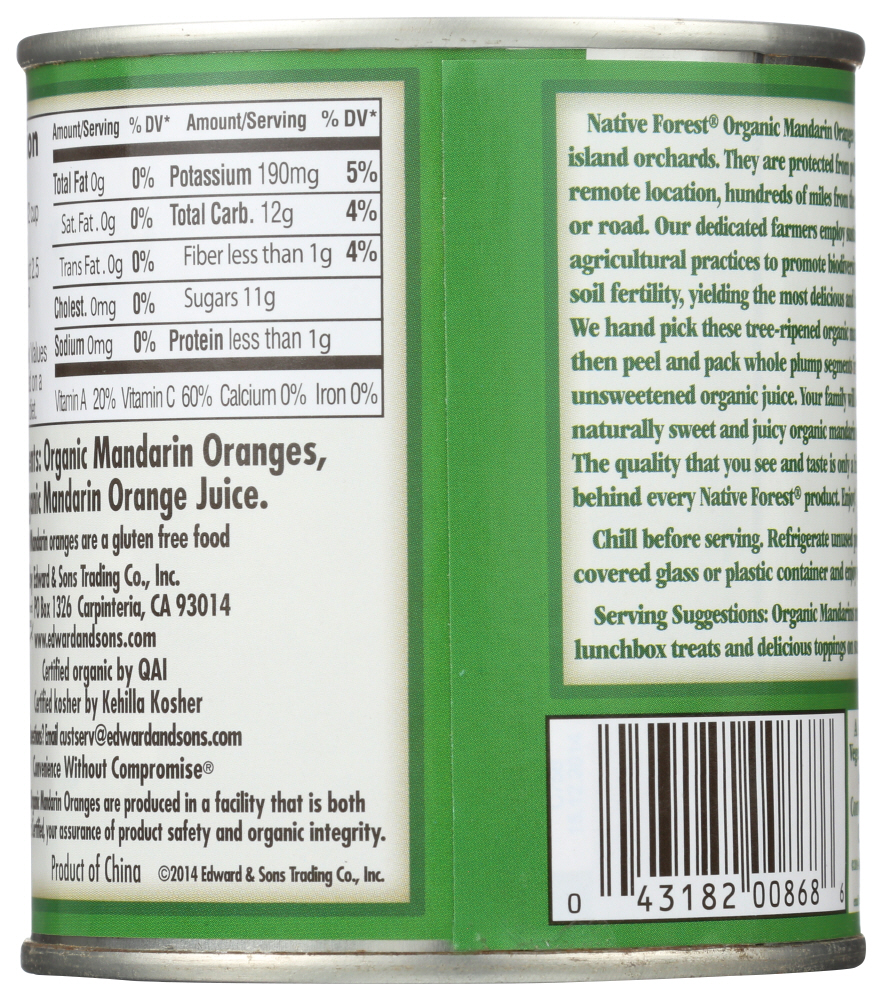 on
Amount/Serving % DV* Amount/Serving % DV*
Total Fat 0g 0% Potassium 190mg 5%
Sat. Fat. 0g 0% Total Carb. 12g 4%
Trans Fat. 0g 0% Fiber less than 1g 4%
Cholest. 0mg 0% Sugars 11g
Sodium 0mg 0% Protein less than 1g
Vitamin A 20% Vitamin C 60% Calcium 0% Iron 0%
cup
2.5
Values
on a
nts: Organic Mandarin Oranges,
anic Mandarin Orange Juice.
Mandarin oranges are a gluten free food
Edward & Sons Trading Co., Inc.
PO Box 1326 Carpinteria, CA 93014
www.edwardandsons.com
Certified organic by QAI
Certified kosher by Kehilla Kosher
Email custserv@edwardandsons.com
Convenience Without Compromise®
Mandarin Oranges are produced in a facility that is both
your assurance of product safety and organic integrity.
Product of China ©2014 Edward & Sons Trading Co., Inc.
Native Forest® Organic Mandarin Orange
island orchards. They are protected from
remote location, hundreds of miles from
or road. Our dedicated farmers employ
agricultural practices to promote
soil fertility, yielding the most delicious
We hand pick these tree-ripened organic
then peel and pack whole plump segments
unsweetened organic juice. Your family
naturally sweet and juicy organic
The quality that you see and taste is only
behind every Native Forest® product.
Chill before serving. Refrigerate unused
covered glass or plastic container and
Serving Suggestions: Organic Mandarin
lunchbox treats and delicious toppings on
0 43182 00868 6